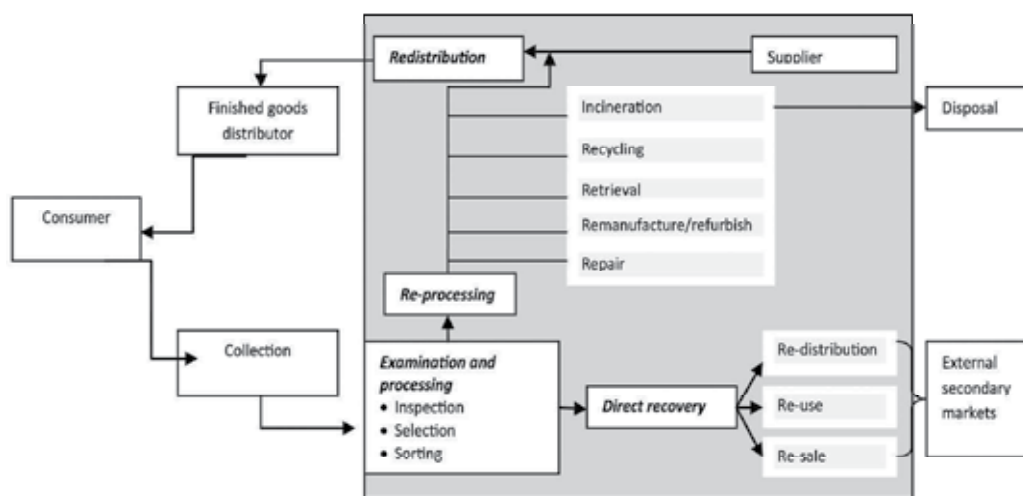 Redistribution
Supplier
Finished goods
distributor
Incineration
Disposal
Recycling
Consumer
Retrieval
Remanufacture/refurbish
Repair
Re-processing
Collection
Examination and
processing
• Inspection
• Selection
• Sorting
Direct recovery
Re-distribution
Re-use
Re-sale
External
secondary
markets